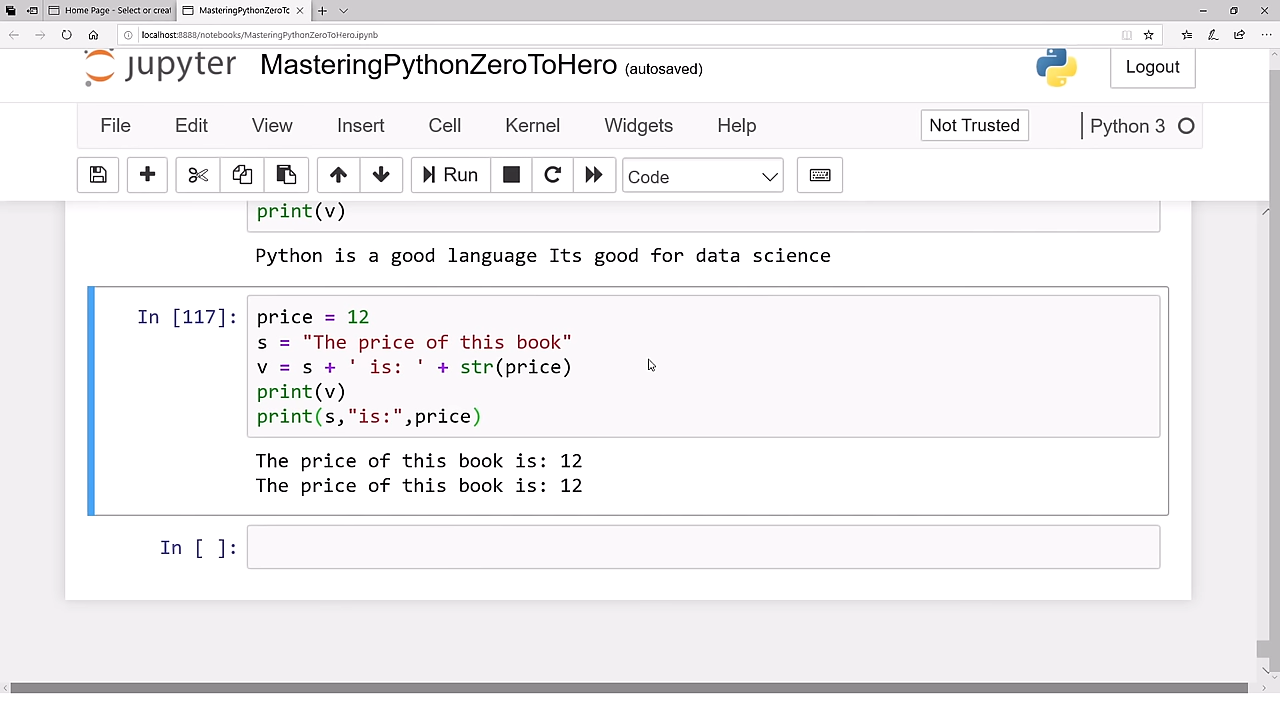 Home Page - Select or creat
MasteringPythonZeroToC
localhost:8888/notebooks/MasteringPythonZeroToHero.ipynb
jupyter MasteringPythonZeroToHero (autosaved)
Logout
File Edit View Insert Cell Kernel Widgets Help
Not Trusted
Python 3
Run
Code
print(v)
Python is a good language Its good for data science
In [117]:
price = 12
s = "The price of this book"
v = s + ' is: ' + str(price)
print(v)
print(s,"is:",price)
The price of this book is: 12
The price of this book is: 12
In [ ]: